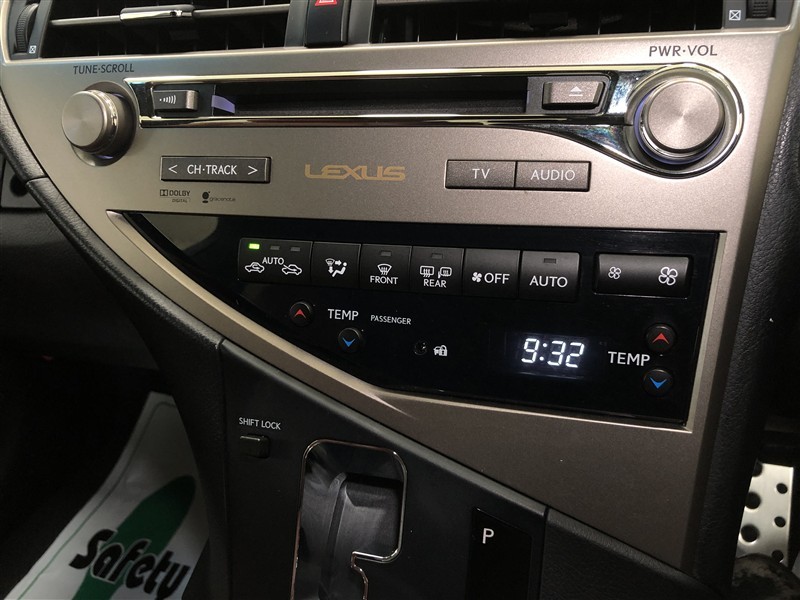 TUNE·SCROLL
PWR·VOL
< CH·TRACK >
LEXUS
TV
AUDIO
DOLBY
DIGITAL
AUTO
FRONT
REAR
OFF
AUTO
TEMP
PASSENGER
9:32
TEMP
SHIFT LOCK
P
Safety